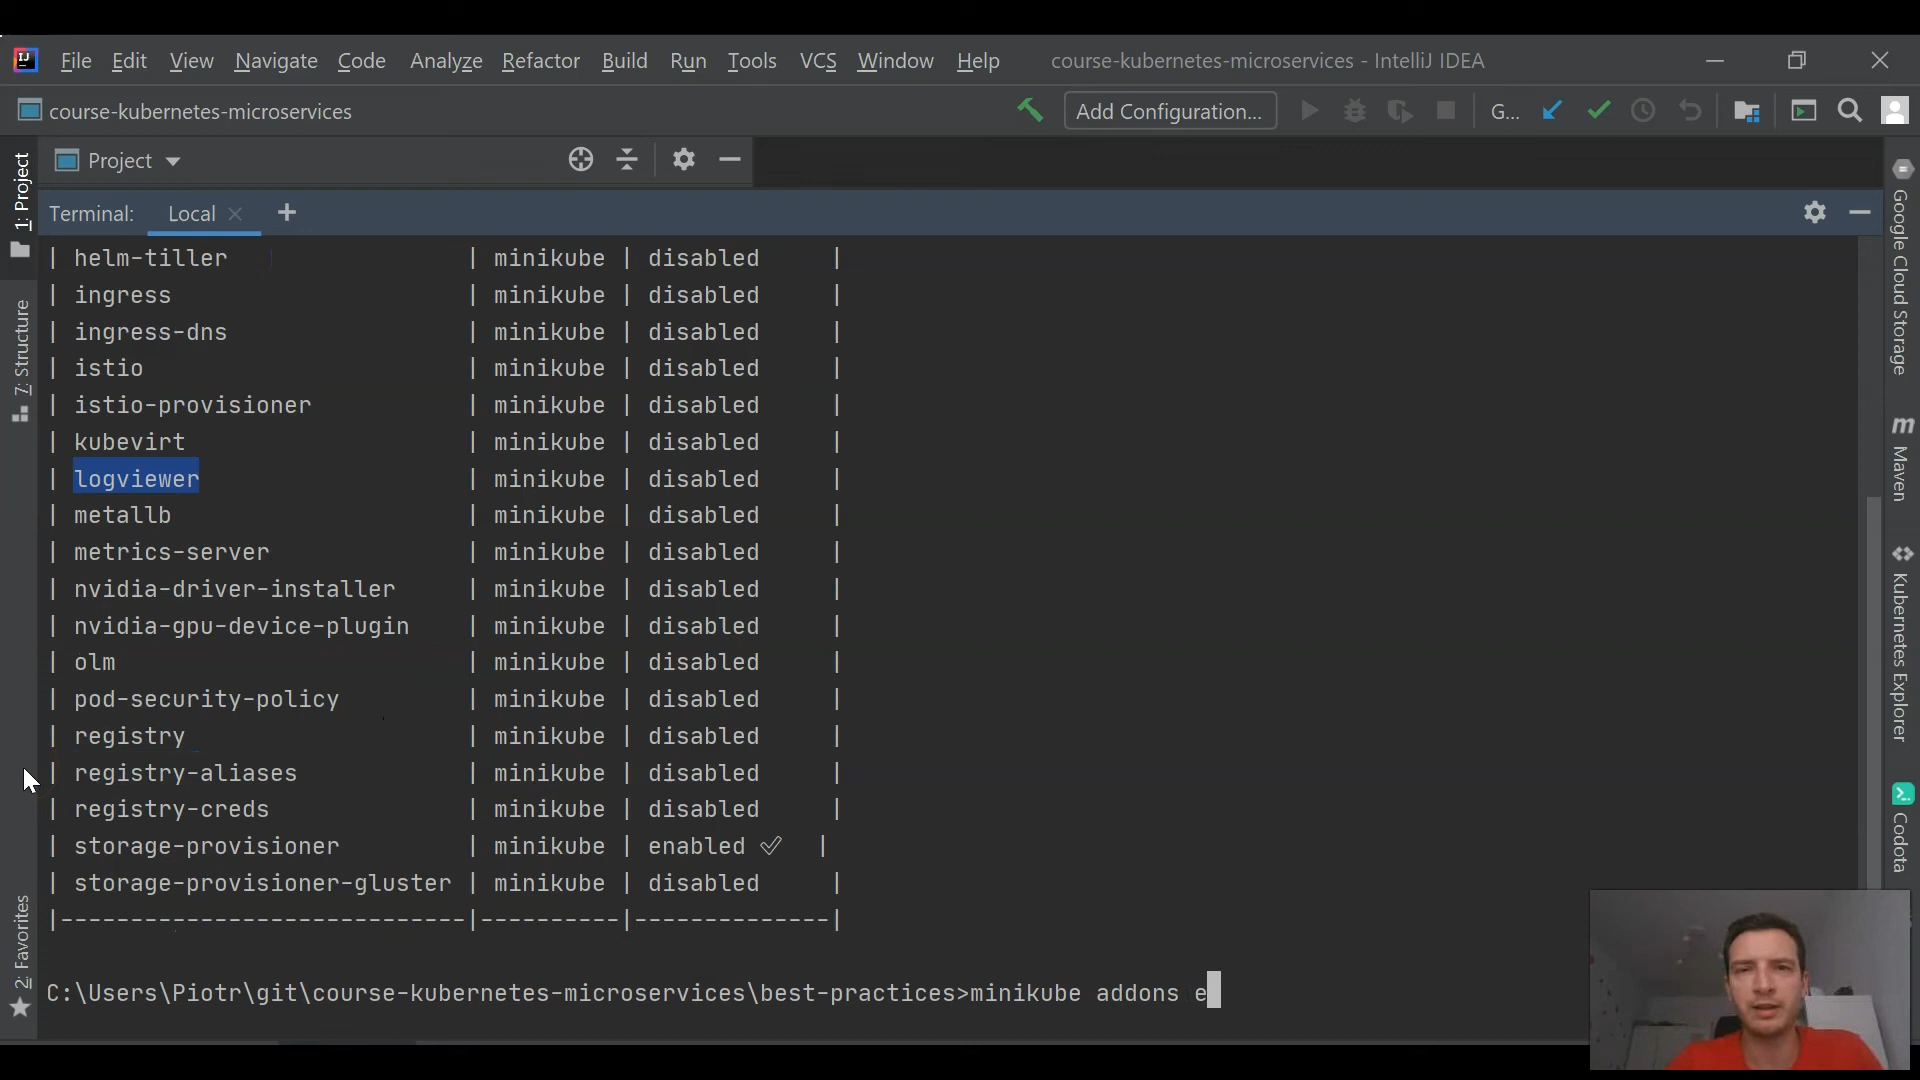 IJ File Edit View Navigate Code Analyze Refactor Build Run Tools VCS Window Help course-kubernetes-microservices - IntelliJ IDEA
course-kubernetes-microservices Add Configuration... G...
1: Project
Project
Terminal: Local
| helm-tiller | minikube | disabled |
| ingress | minikube | disabled |
| ingress-dns | minikube | disabled |
| istio | minikube | disabled |
| istio-provisioner | minikube | disabled |
| kubevirt | minikube | disabled |
| logviewer | minikube | disabled |
| metallb | minikube | disabled |
| metrics-server | minikube | disabled |
| nvidia-driver-installer | minikube | disabled |
| nvidia-gpu-device-plugin | minikube | disabled |
| olm | minikube | disabled |
| pod-security-policy | minikube | disabled |
| registry | minikube | disabled |
| registry-aliases | minikube | disabled |
| registry-creds | minikube | disabled |
| storage-provisioner | minikube | enabled ✅ |
| storage-provisioner-gluster | minikube | disabled |
|-----------------------------|----------|--------------|
C:\Users\Piotr\git\course-kubernetes-microservices\best-practices>minikube addons e
7: Structure
2: Favorites
Google Cloud Storage
m Maven
Kubernetes Explorer
Codota